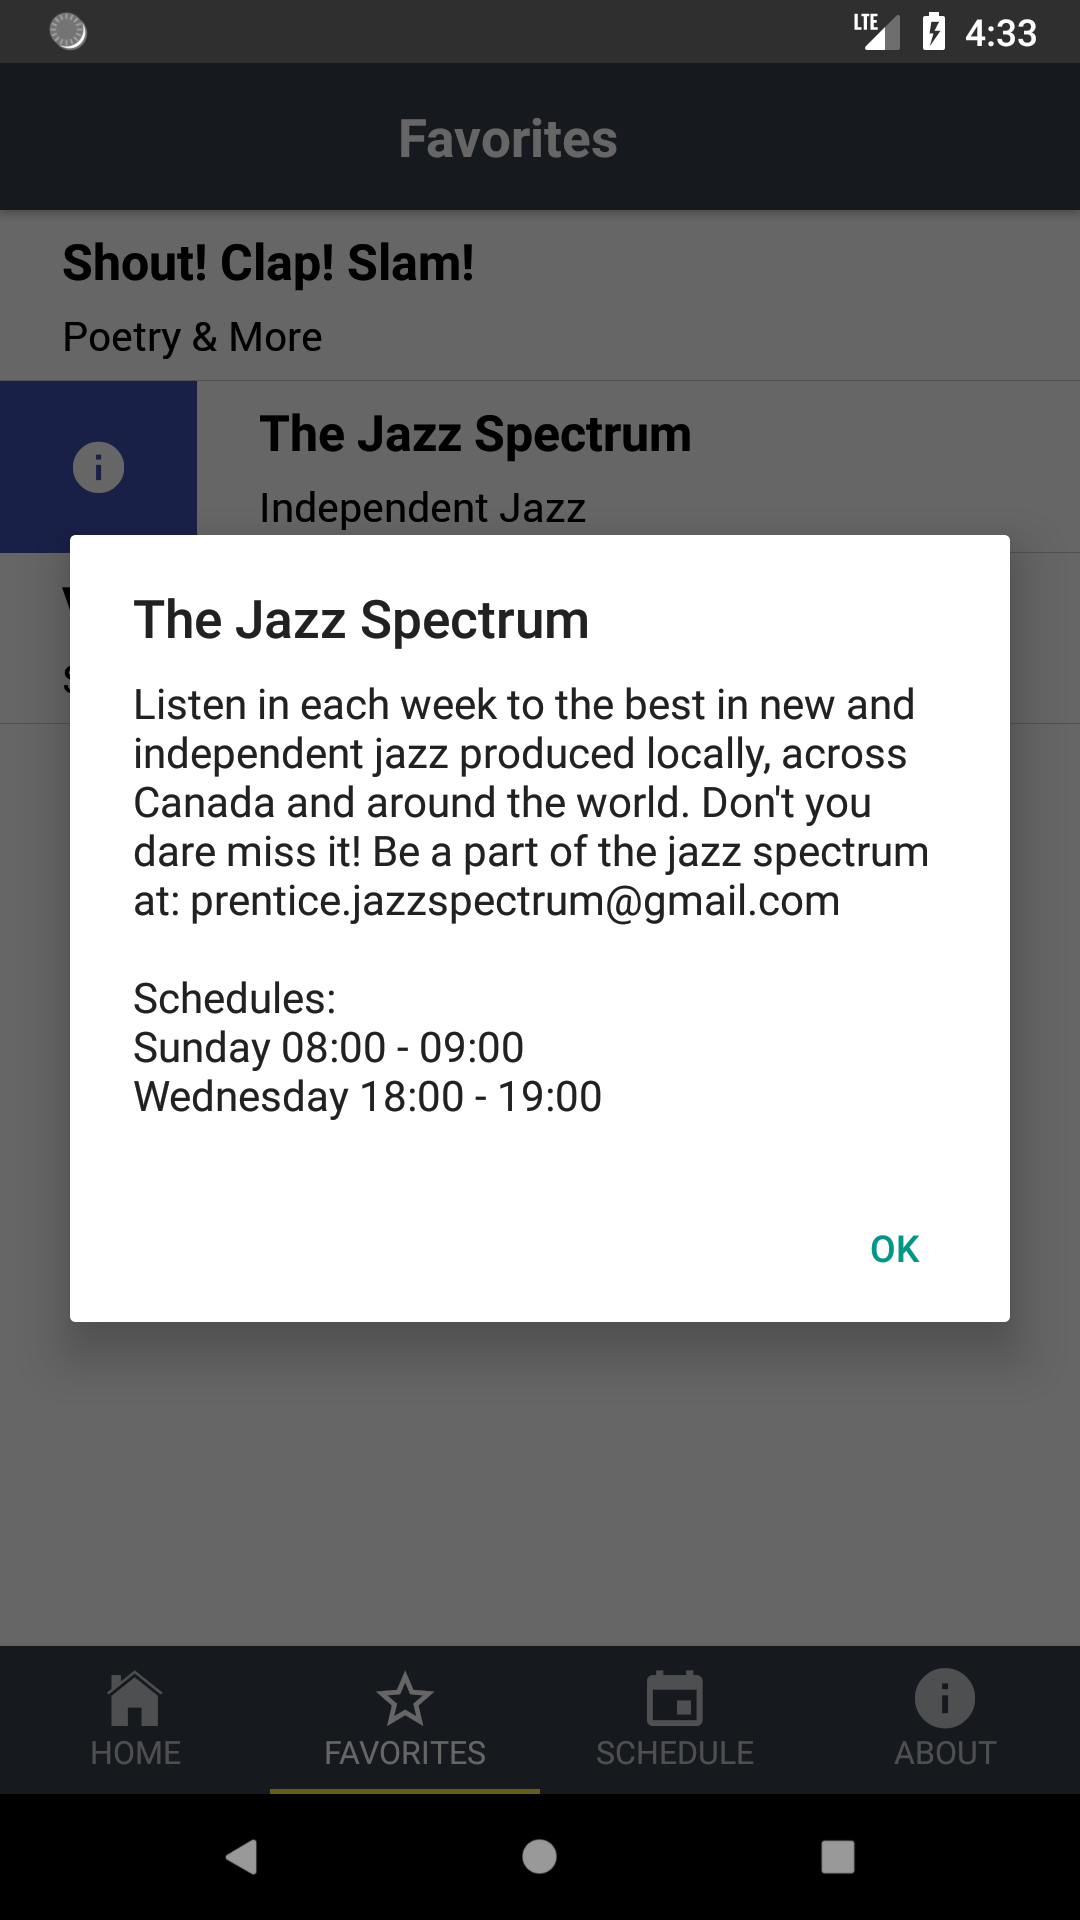 LTE 4:33
Favorites
Shout! Clap! Slam!
Poetry & More
The Jazz Spectrum
Independent Jazz
The Jazz Spectrum
Listen in each week to the best in new and
independent jazz produced locally, across
Canada and around the world. Don't you
dare miss it! Be a part of the jazz spectrum
at: prentice.jazzspectrum@gmail.com
Schedules:
Sunday 08:00 - 09:00
Wednesday 18:00 - 19:00
OK
HOME FAVORITES SCHEDULE ABOUT